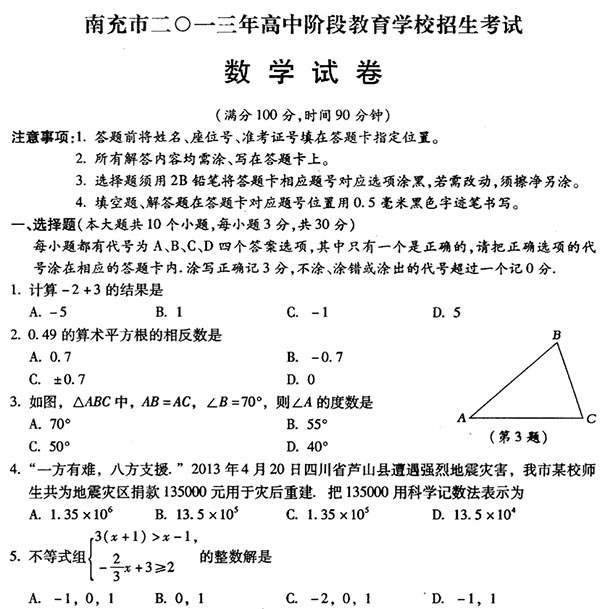 南充市二〇一三年高中阶段教育学校招生考试
数 学 试 卷
(满分100分,时间90分钟)
注意事项:1. 答题前将姓名、座位号、准考证号填在答题卡指定位置。
2. 所有解答内容均需涂、写在答题卡上。
3. 选择题须用2B铅笔将答题卡相应题号对应选项涂黑,若需改动,须擦净另涂。
4. 填空题、解答题在答题卡对应题号位置用0.5毫米黑色字迹笔书写。
一、选择题(本大题共10个小题,每小题3分,共30分)
每小题都有代号为A、B、C、D四个答案选项,其中只有一个是正确的,请把正确选项的代
号涂在相应的答题卡内.涂写正确记3分,不涂、涂错或涂出的代号超过一个记0分.
1. 计算-2+3的结果是
A. -5 B. 1 C. -1 D. 5
2. 0.49的算术平方根的相反数是
A. 0.7 B. -0.7
C. ±0.7 D. 0
3. 如图, △ABC中, AB=AC, ∠B=70°, 则∠A的度数是
A. 70° B. 55°
C. 50° D. 40°
B
A C
(第3题)
4. “一方有难, 八方支援.”2013年4月20日四川省芦山县遭遇强烈地震灾害, 我市某校师
生共为地震灾区捐款135000元用于灾后重建. 把135000用科学记数法表示为
A. 1.35×10⁶ B. 13.5×10⁵ C. 1.35×10⁵ D. 13.5×10⁴
5. 不等式组{3(x+1)>x-1, -2/3x+3≥2 的整数解是
A. -1, 0, 1 B. 0, 1 C. -2, 0, 1 D. -1, 1